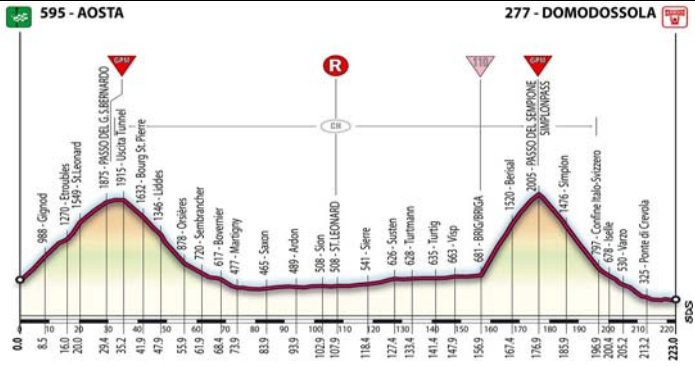 595 - AOSTA
277 - DOMODOSSOLA
GPM
R
110
GPM
CH
988 - Gignod
1270 - Etroubles
1549 - St.Leonard
1875 - PASSO DEL G.S.BERNARDO
1915 - Uscita Tunnel
1632 - Bourg St. Pierre
1346 - Liddes
878 - Orsières
720 - Sembrancher
617 - Bovernier
477 - Martigny
465 - Saxon
489 - Ardon
508 - Sion
508 - ST.LEONARD
541 - Sierre
626 - Susten
628 - Turtmann
635 - Turtig
663 - Visp
681 - BRIG/BRIGA
1520 - Berisal
2005 - PASSO DEL SEMPIONE
SIMPLONPASS
1476 - Simplon
797 - Confine Italo-Svizzero
678 - Iselle
530 - Varzo
325 - Ponte di Crevola
0 10 20 30 40 50 60 70 80 90 100 110 120 130 140 150 160 170 180 190 200 210 220
0.0 8.5 16.0 20.0 29.4 35.2 41.9 47.9 55.9 61.9 68.4 73.9 83.9 93.9 102.9 107.9 118.4 127.4 133.4 141.4 147.9 156.9 167.4 176.9 185.9 196.9 200.4 205.2 213.2 223.0
SDS